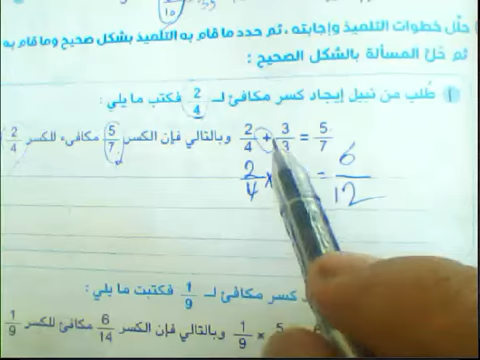 10
حلّل خطوات التلميذ وإجابته، ثم حدد ما قام به التلميذ بشكل صحيح وما قام به
ثم حَل المسألة بالشكل الصحيح :
أ طُلب من نبيل إيجاد كسر مكافئ لـ 2/4 فكتب ما يلي :
2/4 + 3/3 = 5/7 وبالتالي فإن الكسر 5/7 مكافىء للكسر 2/4
2/4 × = 6/12
كسر مكافئ لـ 1/9 فكتبت ما يلي :
1/9 × 5 وبالتالي فإن الكسر 6/14 مكافئ للكسر 1/9